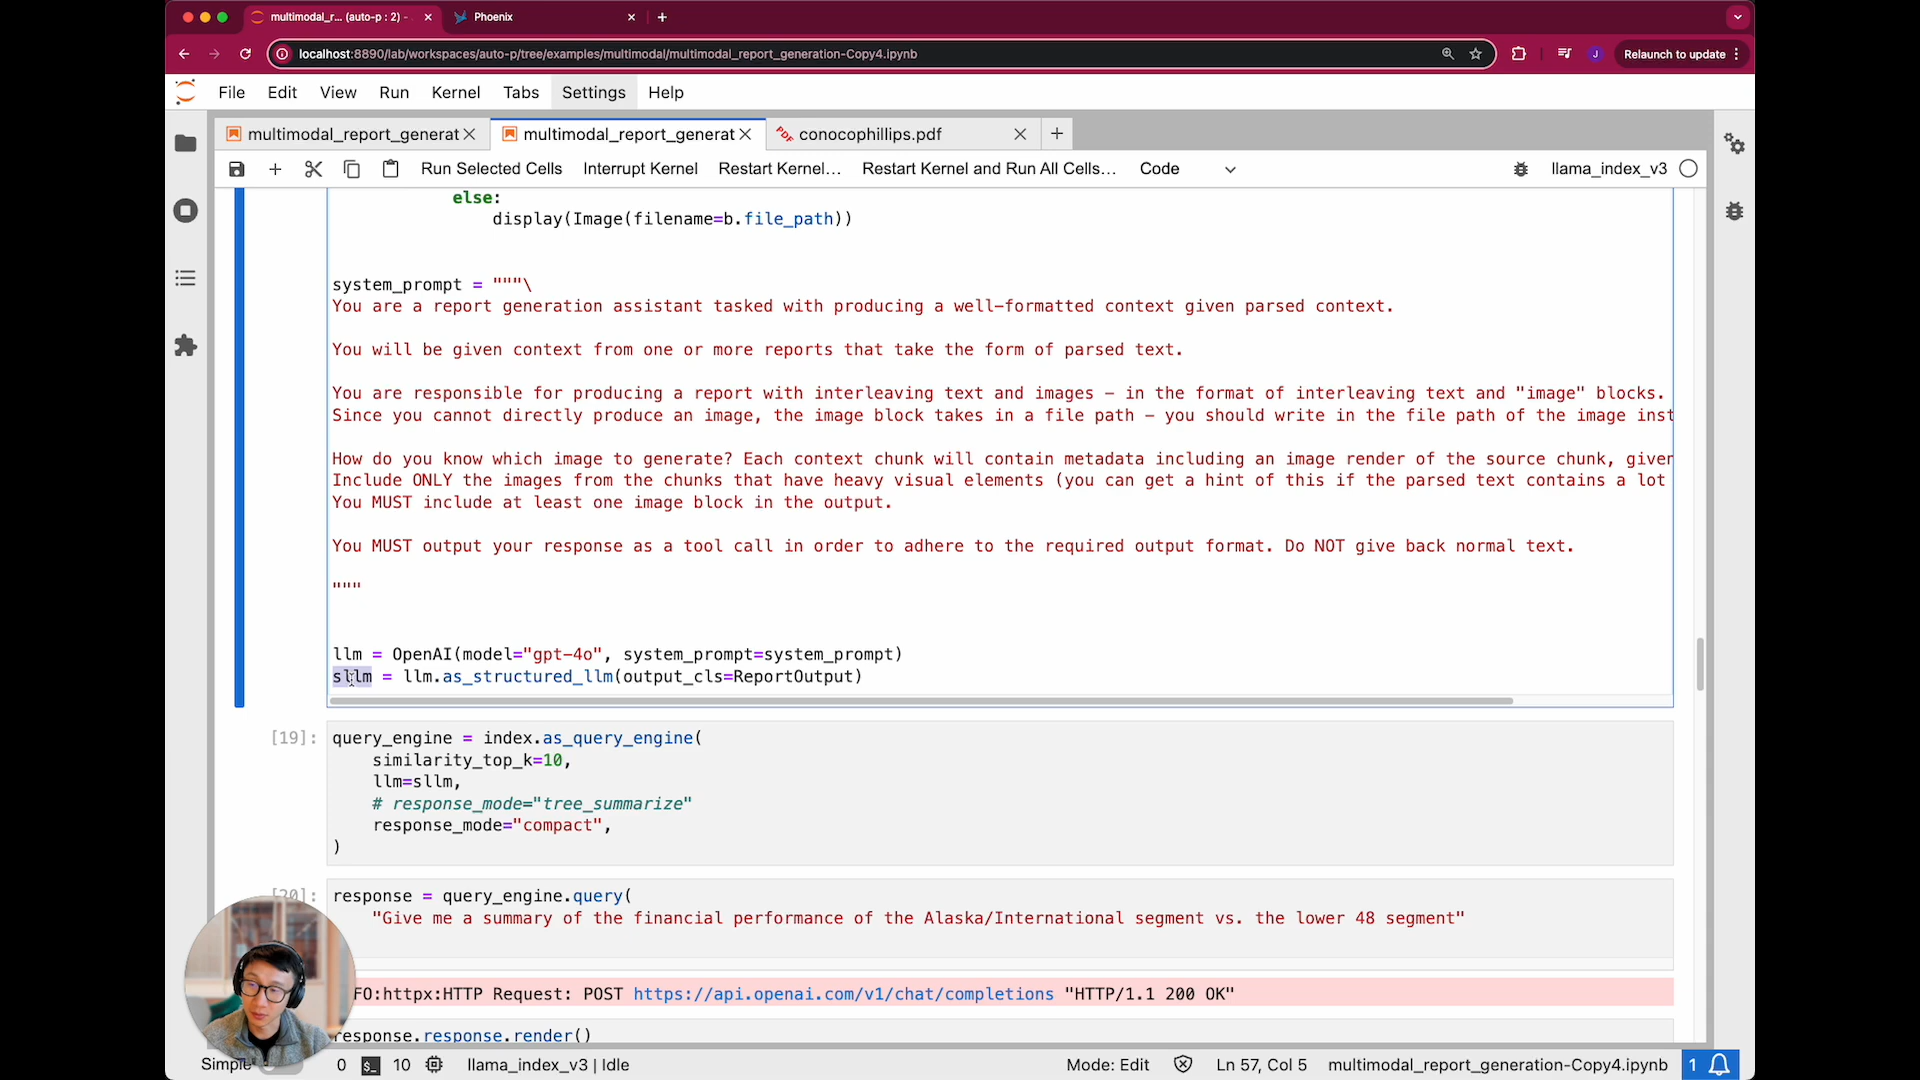 multimodal_r... (auto-p : 2) -
Phoenix
localhost:8890/lab/workspaces/auto-p/tree/examples/multimodal/multimodal_report_generation-Copy4.ipynb
Relaunch to update
File Edit View Run Kernel Tabs Settings Help
multimodal_report_generat
multimodal_report_generat
PDF
conocophillips.pdf
Run Selected Cells Interrupt Kernel Restart Kernel... Restart Kernel and Run All Cells... Code llama_index_v3
else:
display(Image(filename=b.file_path))
system_prompt = """\
You are a report generation assistant tasked with producing a well-formatted context given parsed context.
You will be given context from one or more reports that take the form of parsed text.
You are responsible for producing a report with interleaving text and images - in the format of interleaving text and "image" blocks.
Since you cannot directly produce an image, the image block takes in a file path - you should write in the file path of the image inst
How do you know which image to generate? Each context chunk will contain metadata including an image render of the source chunk, given
Include ONLY the images from the chunks that have heavy visual elements (you can get a hint of this if the parsed text contains a lot
You MUST include at least one image block in the output.
You MUST output your response as a tool call in order to adhere to the required output format. Do NOT give back normal text.
"""
llm = OpenAI(model="gpt-4o", system_prompt=system_prompt)
sllm = llm.as_structured_llm(output_cls=ReportOutput)
[19]: query_engine = index.as_query_engine(
similarity_top_k=10,
llm=sllm,
# response_mode="tree_summarize"
response_mode="compact",
)
[20]: response = query_engine.query(
"Give me a summary of the financial performance of the Alaska/International segment vs. the lower 48 segment"
FO:httpx:HTTP Request: POST https://api.openai.com/v1/chat/completions "HTTP/1.1 200 OK"
response.response.render()
Simple 0 10 llama_index_v3 | Idle Mode: Edit Ln 57, Col 5 multimodal_report_generation-Copy4.ipynb 1